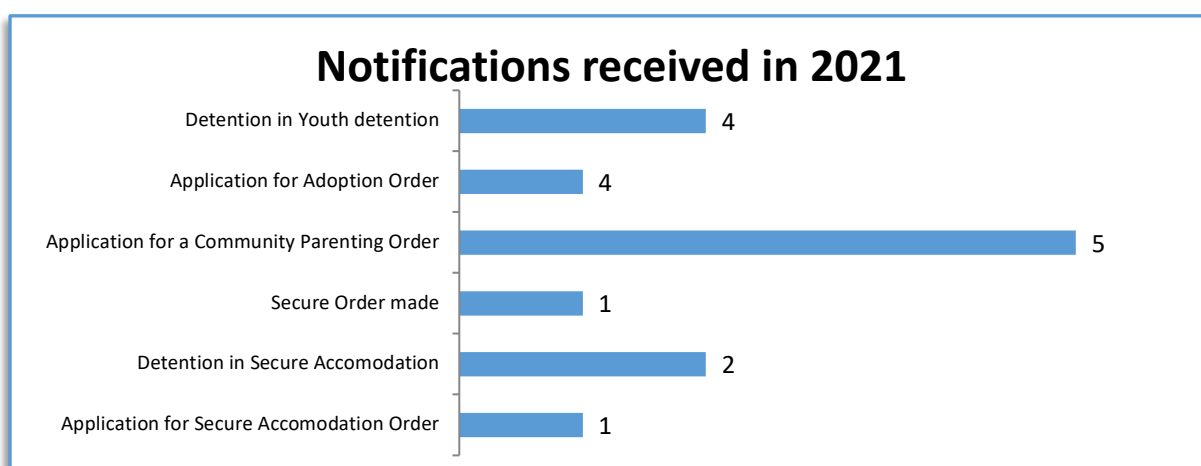 Notifications received in 2021
Detention in Youth detention 4
Application for Adoption Order 4
Application for a Community Parenting Order 5
Secure Order made 1
Detention in Secure Accomodation 2
Application for Secure Accomodation Order 1